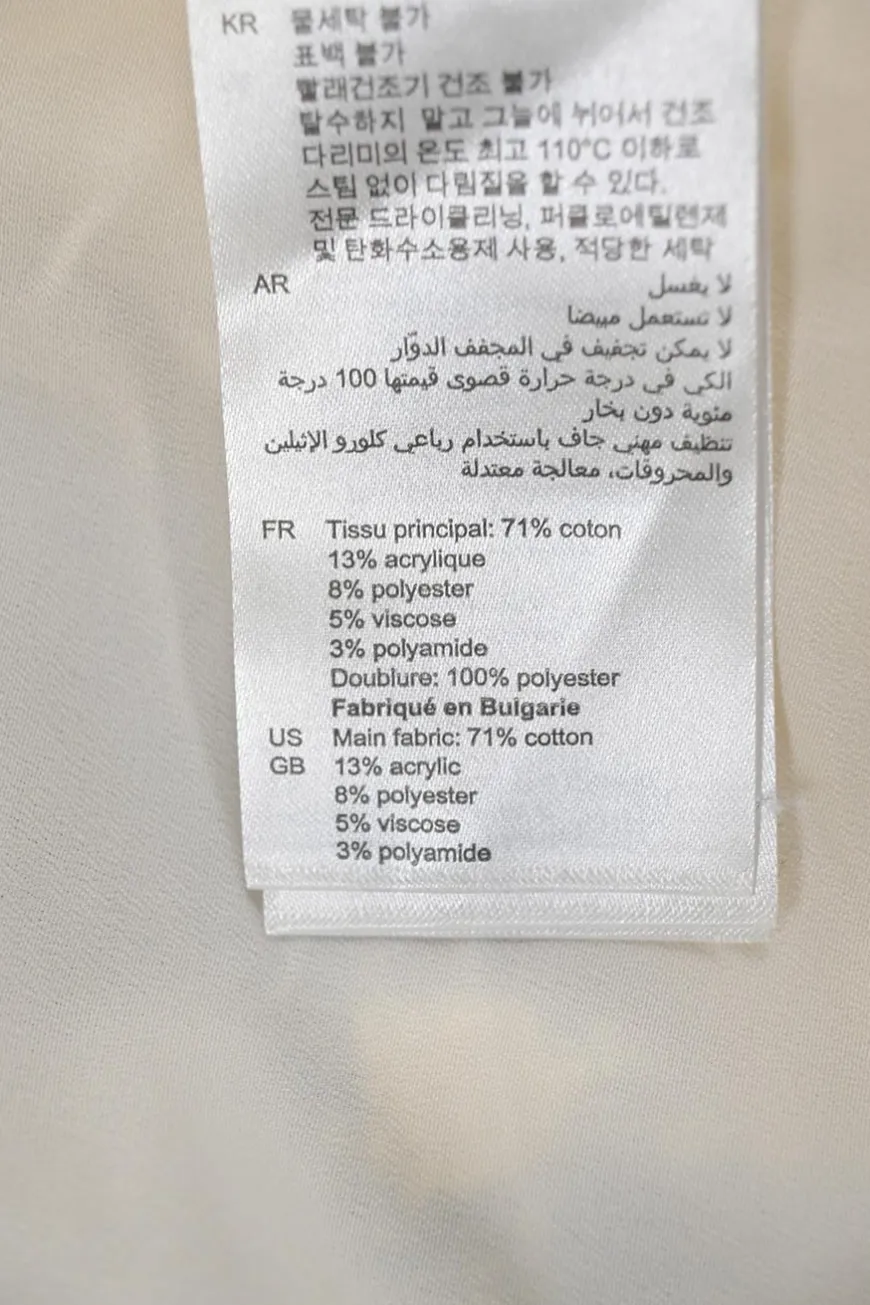 KR 물세탁 불가
표백 불가
빨래건조기 건조 불가
탈수하지 말고 그늘에 뉘어서 건조
다리미의 온도 최고 110°C 이하로
스팀 없이 다림질을 할 수 있다.
전문 드라이클리닝, 퍼클로에틸렌제
및 탄화수소용제 사용, 적당한 세탁
AR لا يغسل
لا تستعمل مبيضا
لا يمكن تجفيف في المجفف الدوّار
الكي في درجة حرارة قصوى قيمتها 100 درجة
مئوية دون بخار
تنظيف مهني جاف باستخدام رباعي كلورو الإثيلين
والمحروقات، معالجة معتدلة
FR Tissu principal: 71% coton
13% acrylique
8% polyester
5% viscose
3% polyamide
Doublure: 100% polyester
Fabriqué en Bulgarie
US Main fabric: 71% cotton
GB 13% acrylic
8% polyester
5% viscose
3% polyamide